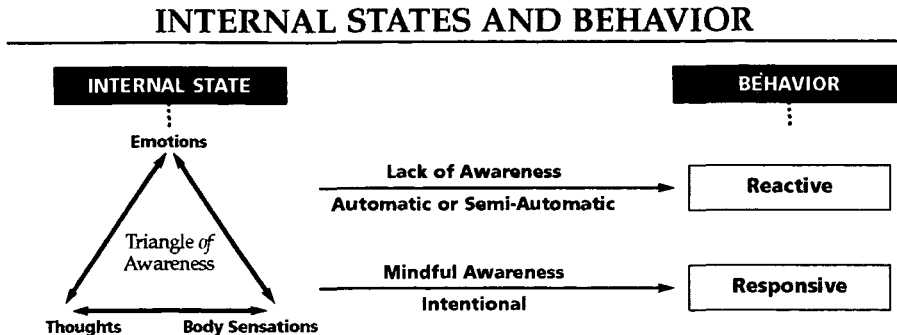 INTERNAL STATES AND BEHAVIOR
INTERNAL STATE
BEHAVIOR
Emotions
Lack of Awareness
Automatic or Semi-Automatic
Reactive
Triangle of
Awareness
Mindful Awareness
Intentional
Responsive
Thoughts
Body Sensations